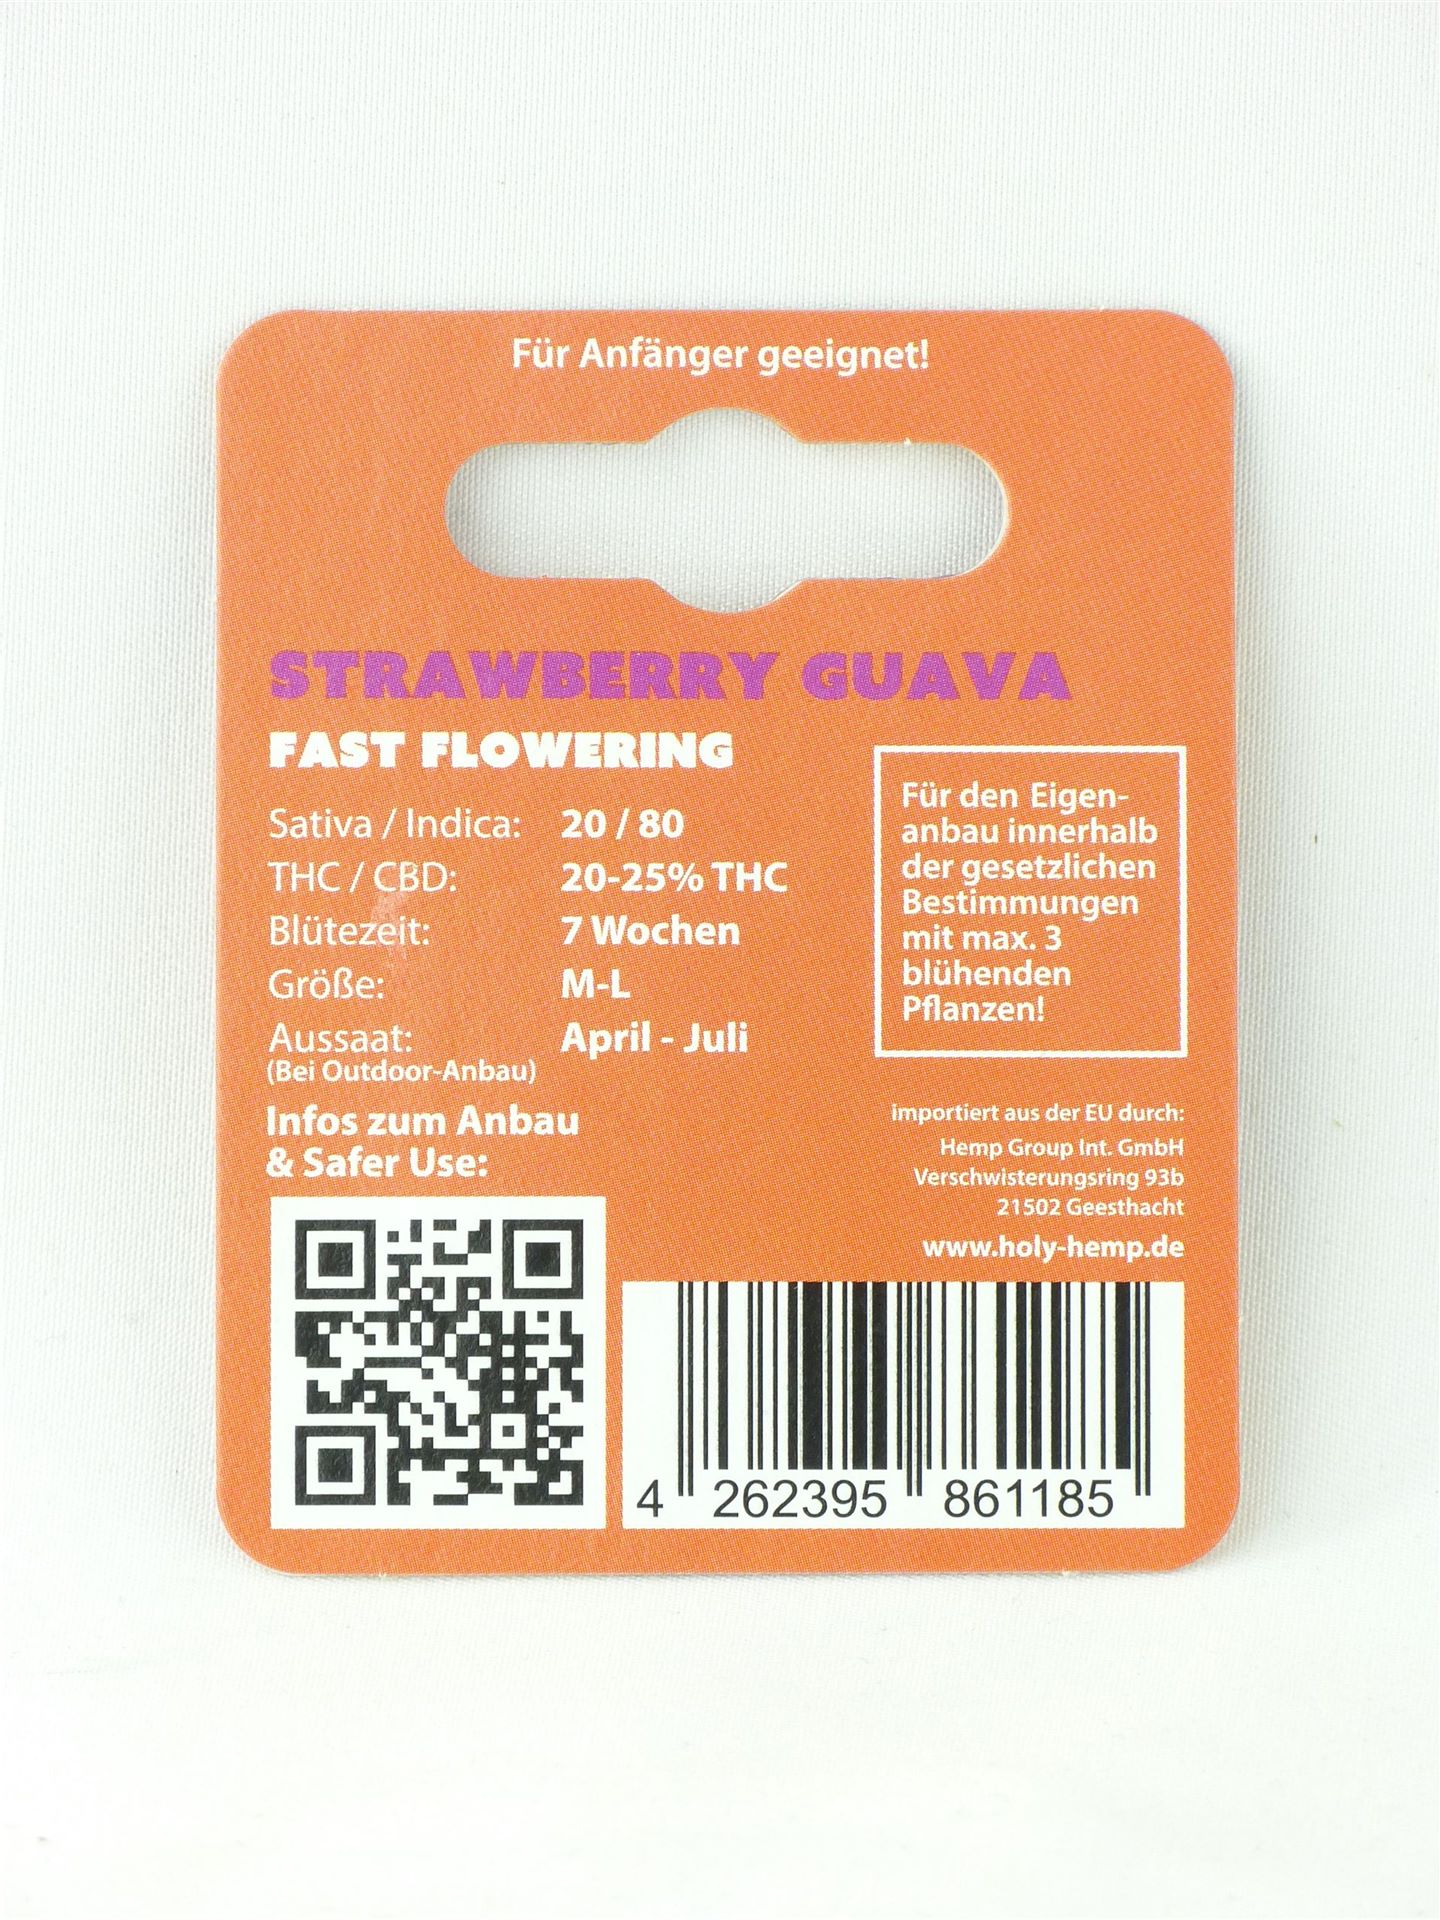 Für Anfänger geeignet!
STRAWBERRY GUAVA
FAST FLOWERING
Sativa / Indica: 20 / 80
THC / CBD: 20-25% THC
Blütezeit: 7 Wochen
Größe: M-L
Aussaat: April - Juli
(Bei Outdoor-Anbau)
Für den Eigen-
anbau innerhalb
der gesetzlichen
Bestimmungen
mit max. 3
blühenden
Pflanzen!
Infos zum Anbau
& Safer Use:
importiert aus der EU durch:
Hemp Group Int. GmbH
Verschwisterungsring 93b
21502 Geesthacht
www.holy-hemp.de
4 262395 861185